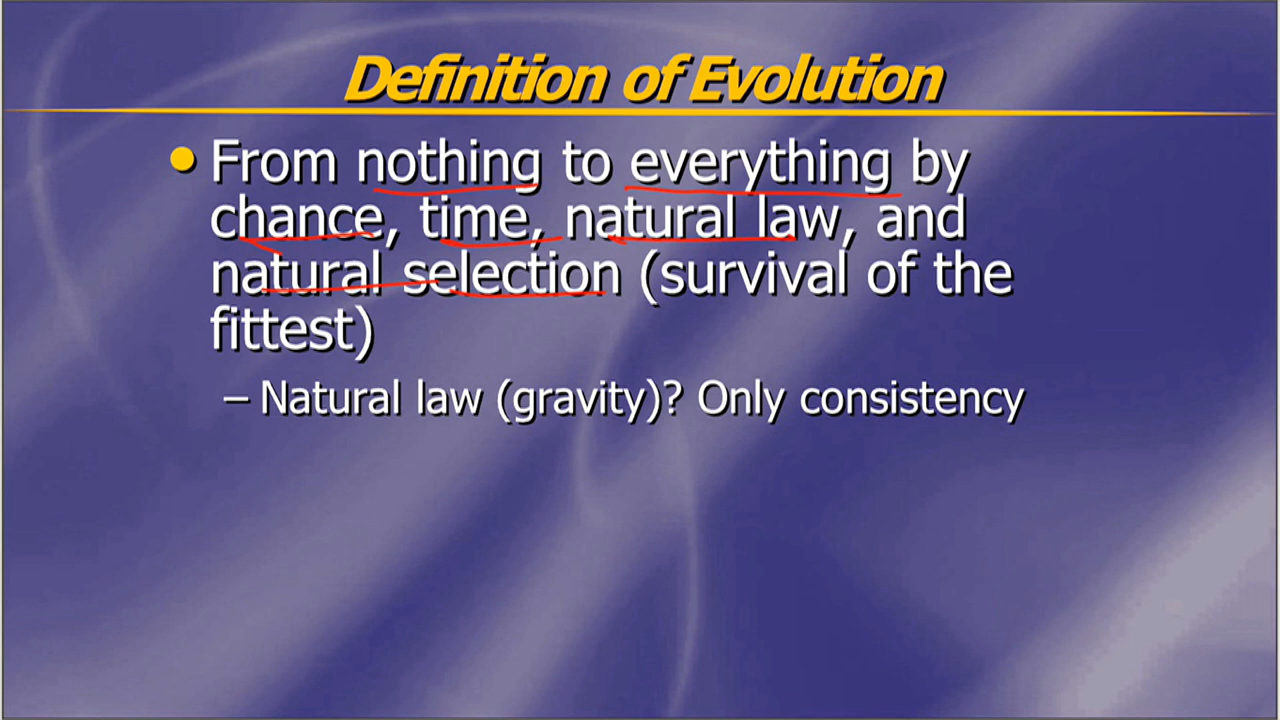 Definition of Evolution
• From nothing to everything by
chance, time, natural law, and
natural selection (survival of the
fittest)
– Natural law (gravity)? Only consistency